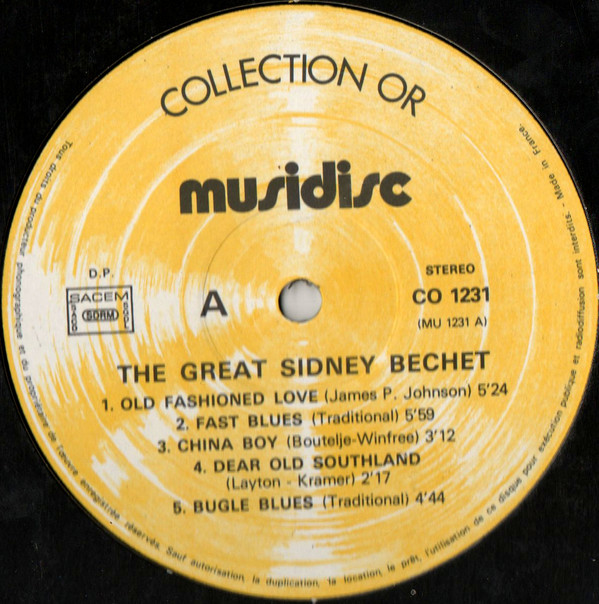 COLLECTION OR
musidisc
D.P.
SACEM
SACD
SDRM
SGDL
A
STEREO
CO 1231
(MU 1231 A)
THE GREAT SIDNEY BECHET
1. OLD FASHIONED LOVE (James P. Johnson) 5'24
2. FAST BLUES (Traditional) 5'59
3. CHINA BOY (Boutelje-Winfree) 3'12
4. DEAR OLD SOUTHLAND
(Layton - Kramer) 2'17
5. BUGLE BLUES (Traditional) 4'44
Tous droits du producteur phonographique et du propriétaire de l'œuvre enregistrée réservés. Sauf autorisation, la duplication, la location, le prêt, l'utilisation de ce disque pour exécution publique et radiodiffusion sont interdits. - Made in France.